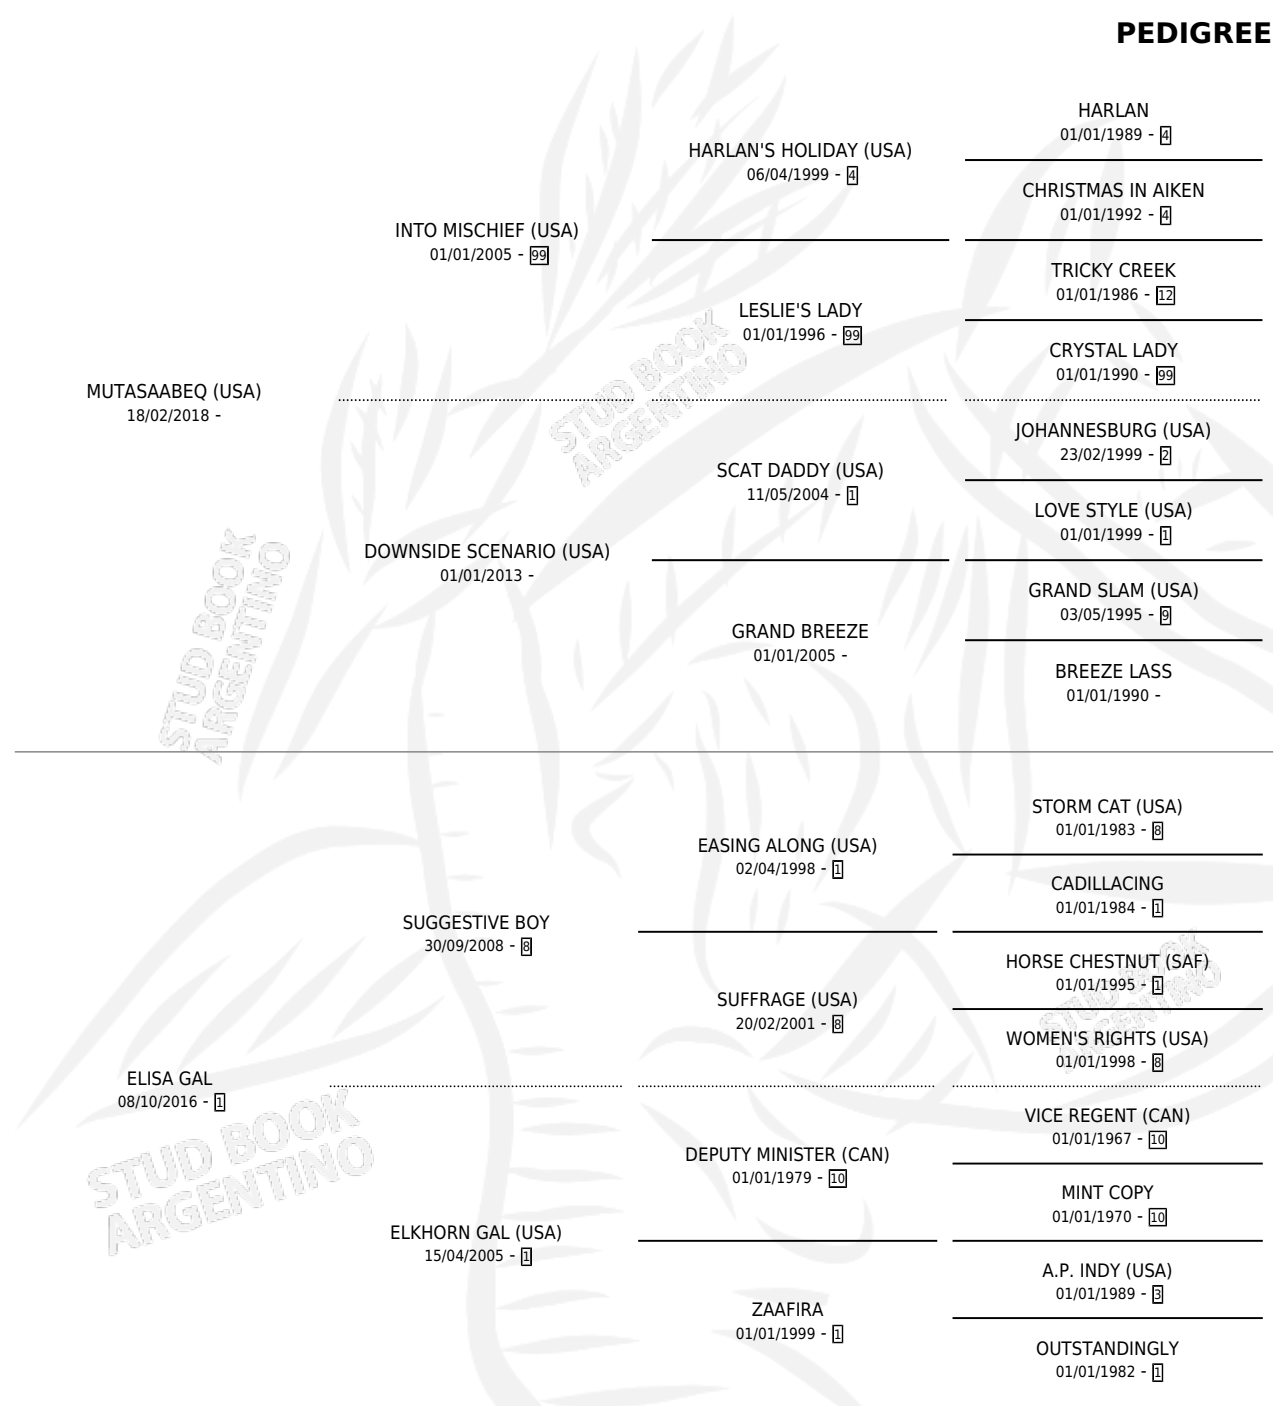 PEDIGREE
HARLAN
01/01/1989 - 4
HARLAN'S HOLIDAY (USA)
06/04/1999 - 4
CHRISTMAS IN AIKEN
01/01/1992 - 4
INTO MISCHIEF (USA)
01/01/2005 - 99
TRICKY CREEK
01/01/1986 - 12
LESLIE'S LADY
01/01/1996 - 99
CRYSTAL LADY
01/01/1990 - 99
MUTASAABEQ (USA)
18/02/2018 -
JOHANNESBURG (USA)
23/02/1999 - 2
SCAT DADDY (USA)
11/05/2004 - 1
LOVE STYLE (USA)
01/01/1999 - 1
DOWNSIDE SCENARIO (USA)
01/01/2013 -
GRAND SLAM (USA)
03/05/1995 - 9
GRAND BREEZE
01/01/2005 -
BREEZE LASS
01/01/1990 -
STORM CAT (USA)
01/01/1983 - 8
EASING ALONG (USA)
02/04/1998 - 1
CADILLACING
01/01/1984 - 1
SUGGESTIVE BOY
30/09/2008 - 8
HORSE CHESTNUT (SAF)
01/01/1995 - 1
SUFFRAGE (USA)
20/02/2001 - 8
WOMEN'S RIGHTS (USA)
01/01/1998 - 8
ELISA GAL
08/10/2016 - 1
VICE REGENT (CAN)
01/01/1967 - 10
DEPUTY MINISTER (CAN)
01/01/1979 - 10
MINT COPY
01/01/1970 - 10
ELKHORN GAL (USA)
15/04/2005 - 1
A.P. INDY (USA)
01/01/1989 - 3
ZAAFIRA
01/01/1999 - 1
OUTSTANDINGLY
01/01/1982 - 1
STUD BOOK
ARGENTINO
STUD BOOK
ARGENTINO
STUD BOOK
ARGENTINO
STUD BOOK
ARGENTINO